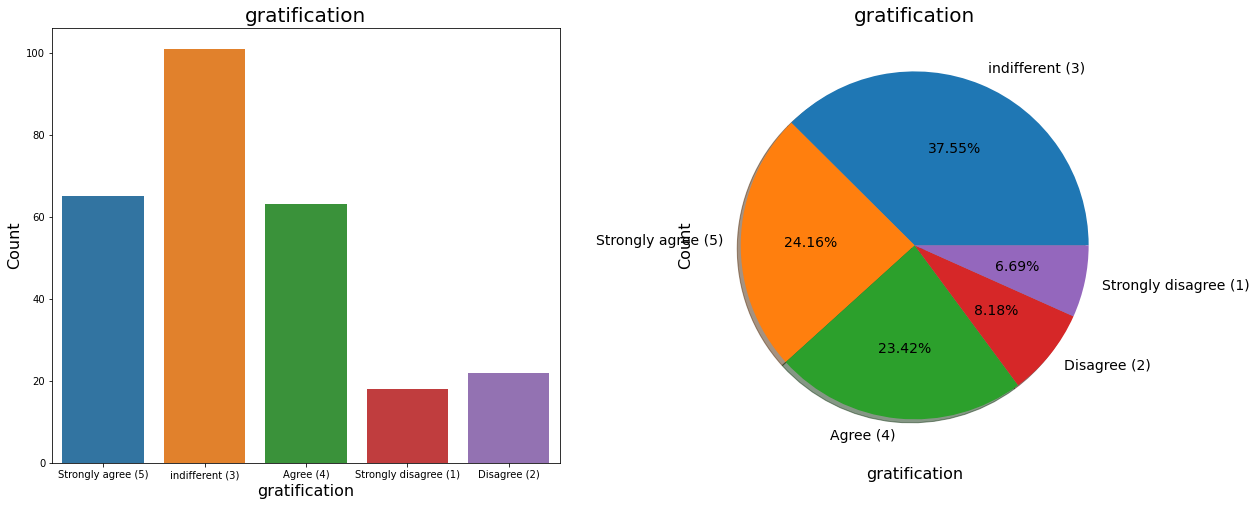 gratification
Count
100
80
60
40
20
0
Strongly agree (5)
indifferent (3)
Agree (4)
Strongly disagree (1)
Disagree (2)
gratification
gratification
indifferent (3)
37.55%
Strongly agree (5)
Count
24.16%
6.69%
Strongly disagree (1)
8.18%
23.42%
Disagree (2)
Agree (4)
gratification